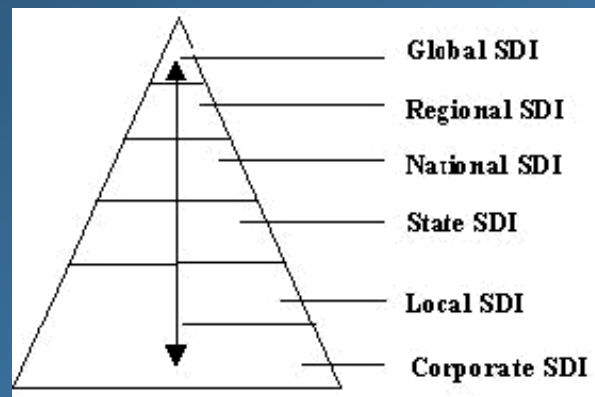 Global SDI
Regional SDI
National SDI
State SDI
Local SDI
Corporate SDI